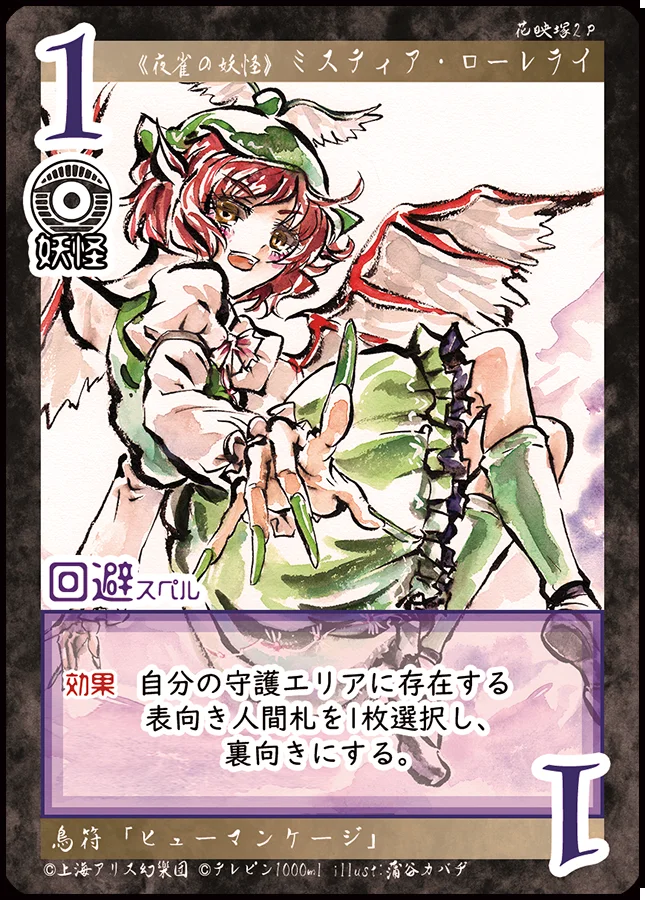 花映塚2P
1
《夜雀の妖怪》 ミスティア・ローレライ
妖怪
回避スペル
効果 自分の守護エリアに存在する
表向き人間札を1枚選択し、
裏向きにする。
1
鳥符「ヒューマンケージ」
©上海アリス幻樂団 ©テレピン1000ml illust:蒲谷カバヂ